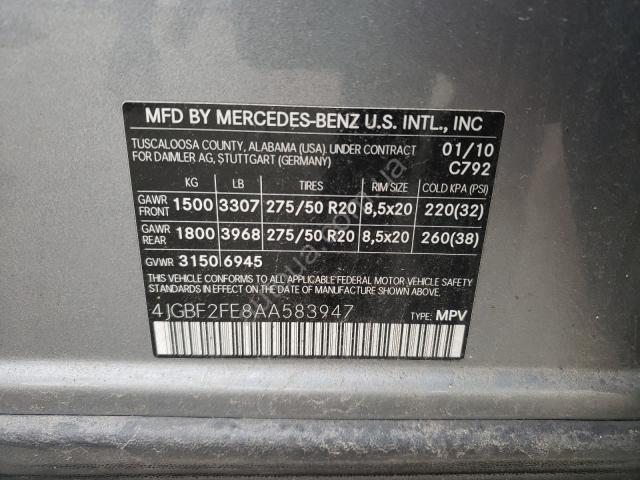 MFD BY MERCEDES-BENZ U.S. INTL., INC
TUSCALOOSA COUNTY, ALABAMA (USA). UNDER CONTRACT 01/10
FOR DAIMLER AG, STUTTGART (GERMANY) C792
KG LB TIRES RIM SIZE COLD KPA (PSI)
GAWR FRONT 1500 3307 275/50 R20 8,5x20 220(32)
GAWR REAR 1800 3968 275/50 R20 8,5x20 260(38)
GVWR 3150 6945
THIS VEHICLE CONFORMS TO ALL APPLICABLE FEDERAL MOTOR VEHICLE SAFETY
STANDARDS IN EFFECT ON THE DATE OF MANUFACTURE SHOWN ABOVE.
4JGBF2FE8AA583947 TYPE: MPV